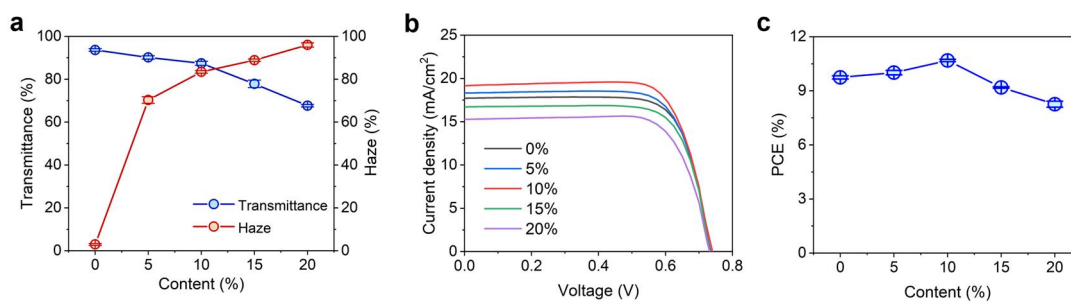 a
100
80
60
40
20
0
Transmittance (%)
100
80
60
40
20
0
Haze (%)
Transmittance
Haze
0 5 10 15 20
Content (%)
b
25
20
15
10
5
0
Current density (mA/cm²)
0%
5%
10%
15%
20%
0.0 0.2 0.4 0.6 0.8
Voltage (V)
c
12
9
6
3
0
PCE (%)
0 5 10 15 20
Content (%)